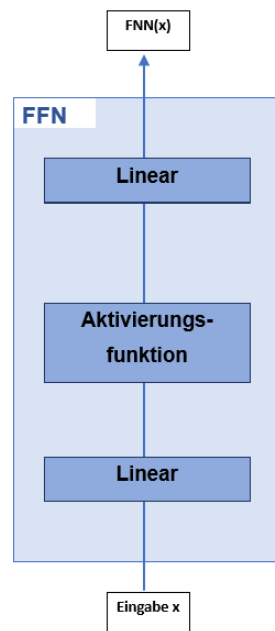 FNN(x)
FFN
Linear
Aktivierungs-
funktion
Linear
Eingabe x